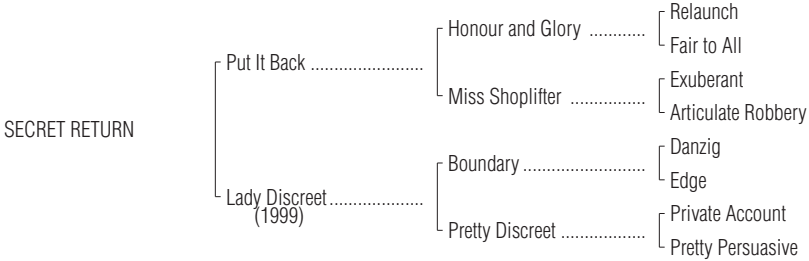 Relaunch
Honour and Glory ............
Fair to All
Put It Back .......................
Exuberant
Miss Shoplifter ................
Articulate Robbery
SECRET RETURN
Danzig
Boundary .........................
Edge
Lady Discreet...................
(1999)
Private Account
Pretty Discreet .................
Pretty Persuasive